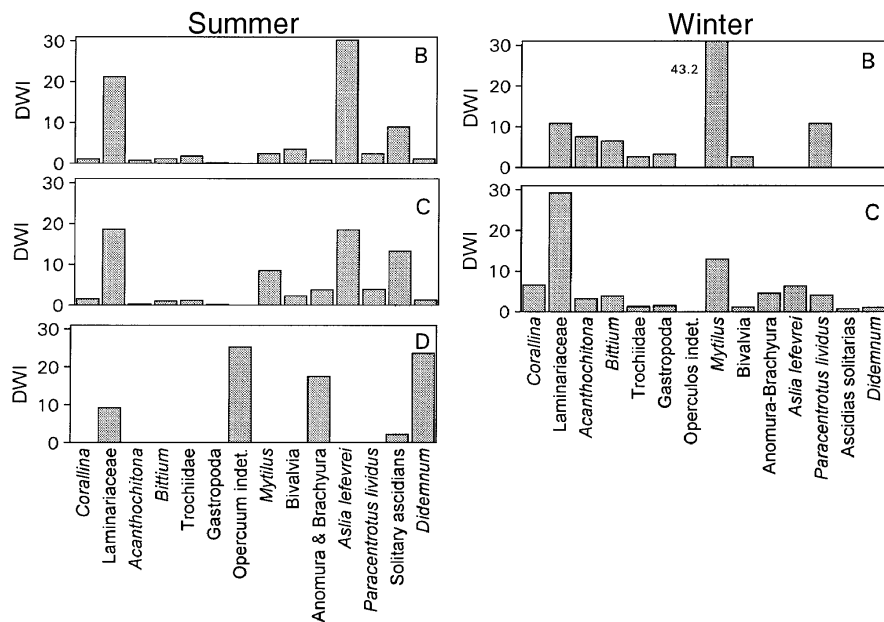 Summer
Winter
DWI
30
20
10
0
B
DWI
30
20
10
0
C
DWI
30
20
10
0
D
Corallina
Laminariaceae
Acanthochitona
Bittium
Trochiidae
Gastropoda
Opercuum indet.
Mytilus
Bivalvia
Anomura & Brachyura
Aslia lefevrei
Paracentrotus lividus
Solitary ascidians
Didemnum
DWI
30
20
10
0
43.2
B
DWI
30
20
10
0
C
Corallina
Laminariaceae
Acanthochitona
Bittium
Trochiidae
Gastropoda
Operculos indet.
Mytilus
Bivalvia
Anomura-Brachyura
Aslia lefevrei
Paracentrotus lividus
Ascidias solitarias
Didemnum